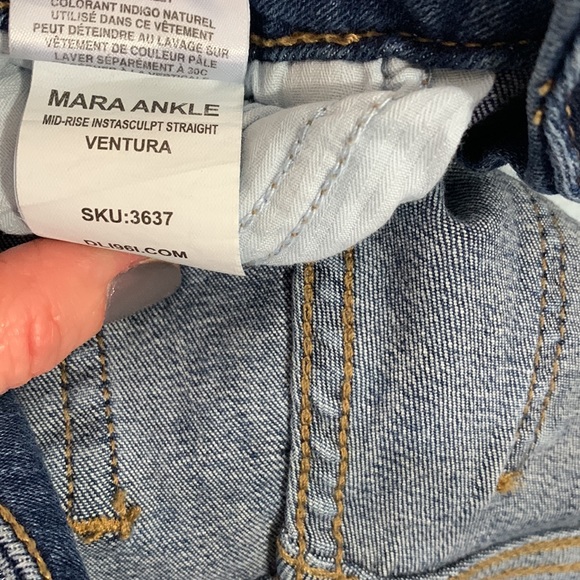 COLORANT INDIGO NATUREL
UTILISÉ DANS CE VÊTEMENT
PEUT DÉTEINDRE AU LAVAGE SUR
VÊTEMENT DE COULEUR PÂLE
LAVER SÉPARÉMENT À 30C
MARA ANKLE
MID-RISE INSTASCULPT STRAIGHT
VENTURA
SKU:3637
DL1961.COM